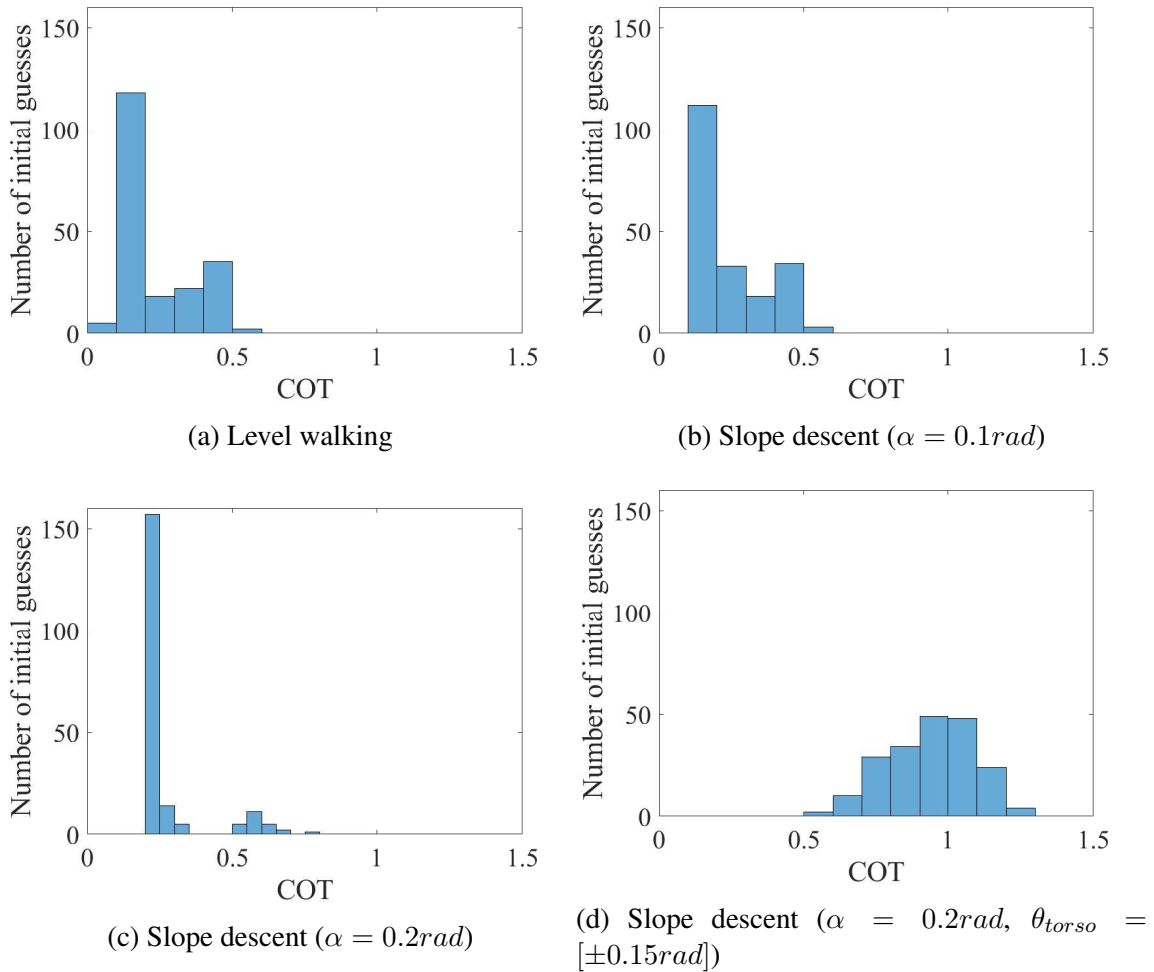 150
100
50
0
Number of initial guesses
0 0.5 1 1.5
COT
(a) Level walking
150
100
50
0
Number of initial guesses
0 0.5 1 1.5
COT
(b) Slope descent (α = 0.1rad)
150
100
50
0
Number of initial guesses
0 0.5 1 1.5
COT
(c) Slope descent (α = 0.2rad)
150
100
50
0
Number of initial guesses
0 0.5 1 1.5
COT
(d) Slope descent (α = 0.2rad, θ_torso =
[±0.15rad])